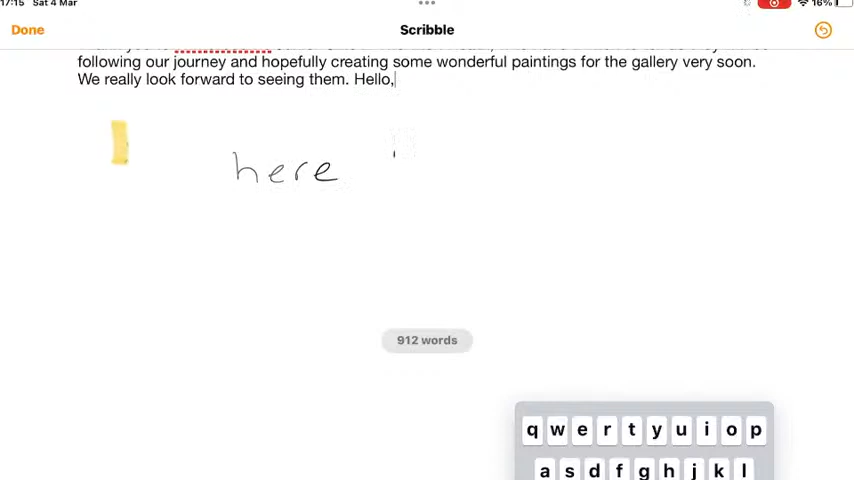 17:15 Sat 4 Mar
16%
Done
Scribble
following our journey and hopefully creating some wonderful paintings for the gallery very soon.
We really look forward to seeing them. Hello,
here
912 words
q w e r t y u i o p
a s d f g h j k l